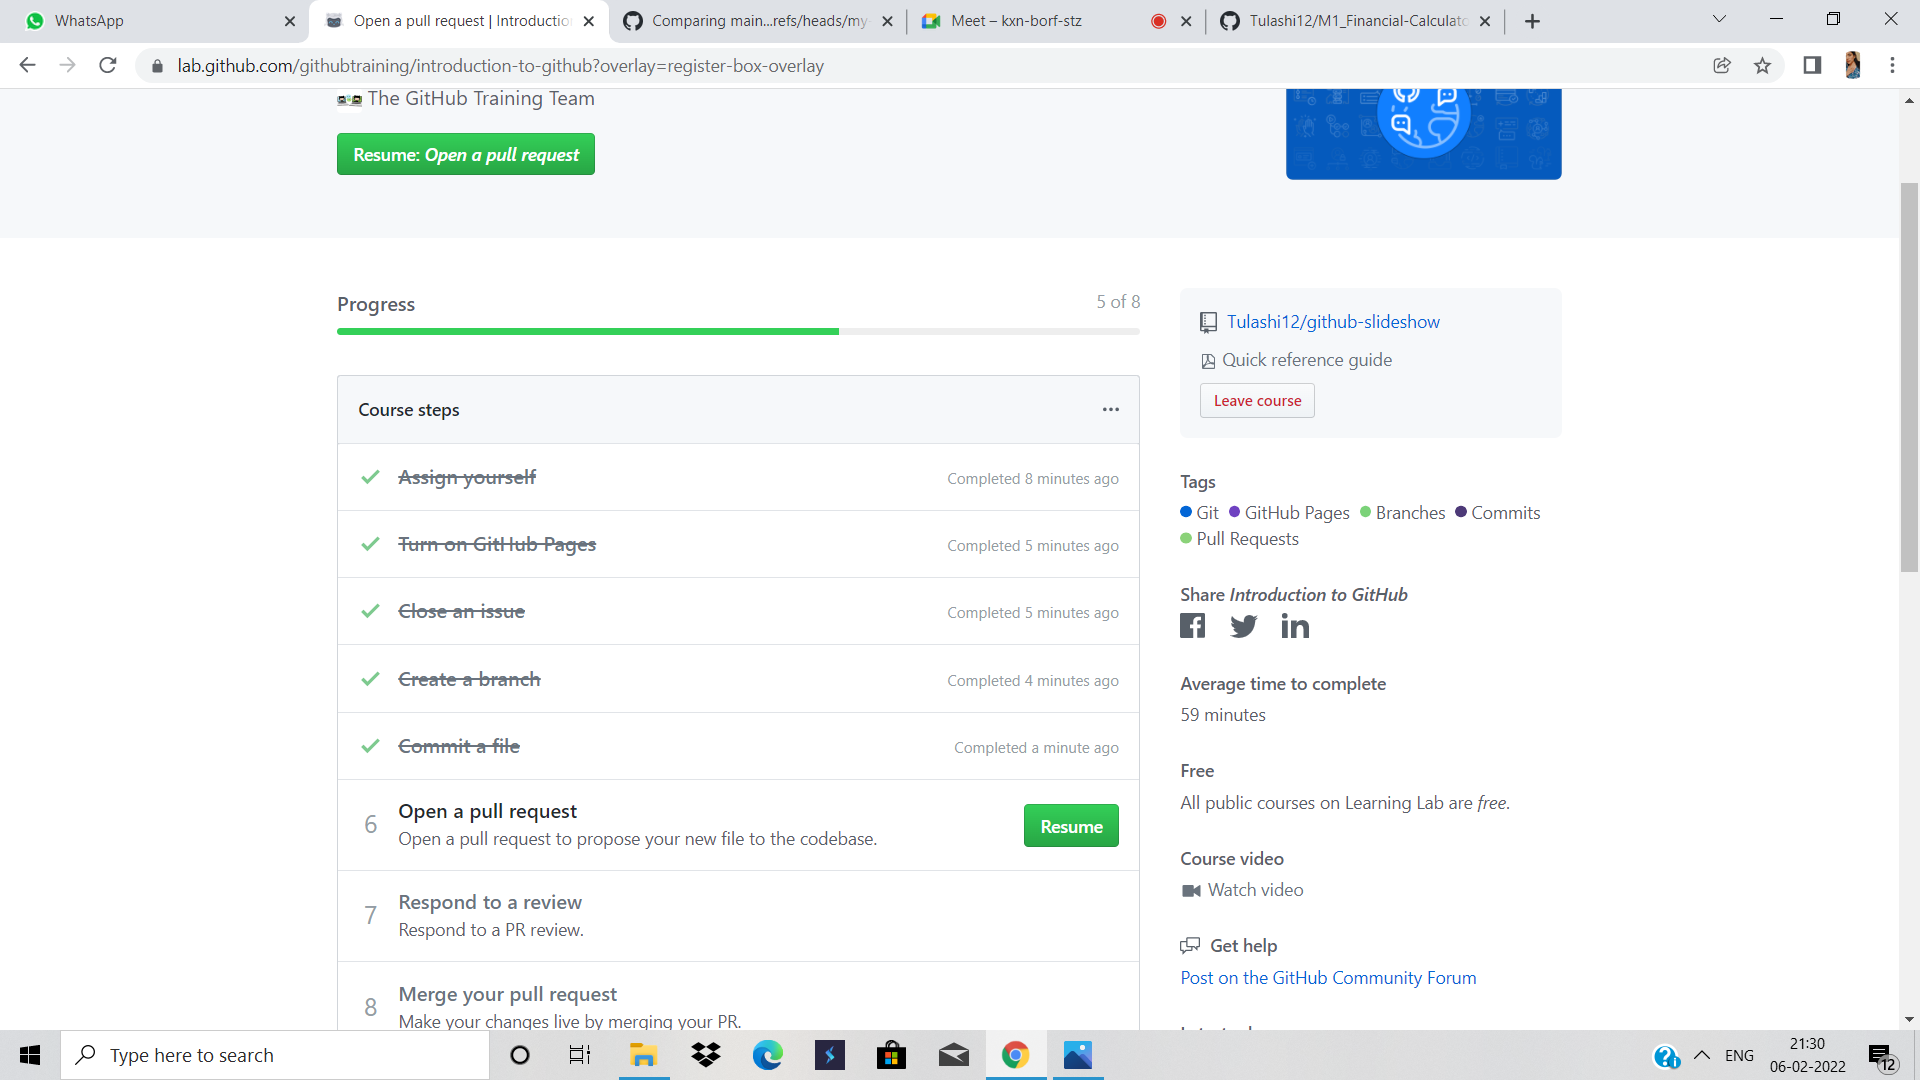 WhatsApp
Open a pull request | Introductio
Comparing main...refs/heads/my-
Meet – kxn-borf-stz
Tulashi12/M1_Financial-Calculato
lab.github.com/githubtraining/introduction-to-github?overlay=register-box-overlay
The GitHub Training Team
Resume: Open a pull request
Progress
5 of 8
Course steps
Assign yourself
Completed 8 minutes ago
Turn on GitHub Pages
Completed 5 minutes ago
Close an issue
Completed 5 minutes ago
Create a branch
Completed 4 minutes ago
Commit a file
Completed a minute ago
6
Open a pull request
Open a pull request to propose your new file to the codebase.
Resume
7
Respond to a review
Respond to a PR review.
8
Merge your pull request
Make your changes live by merging your PR.
Tulashi12/github-slideshow
Quick reference guide
Leave course
Tags
Git GitHub Pages Branches Commits
Pull Requests
Share Introduction to GitHub
Average time to complete
59 minutes
Free
All public courses on Learning Lab are free.
Course video
Watch video
Get help
Post on the GitHub Community Forum
Type here to search
ENG
21:30
06-02-2022
12